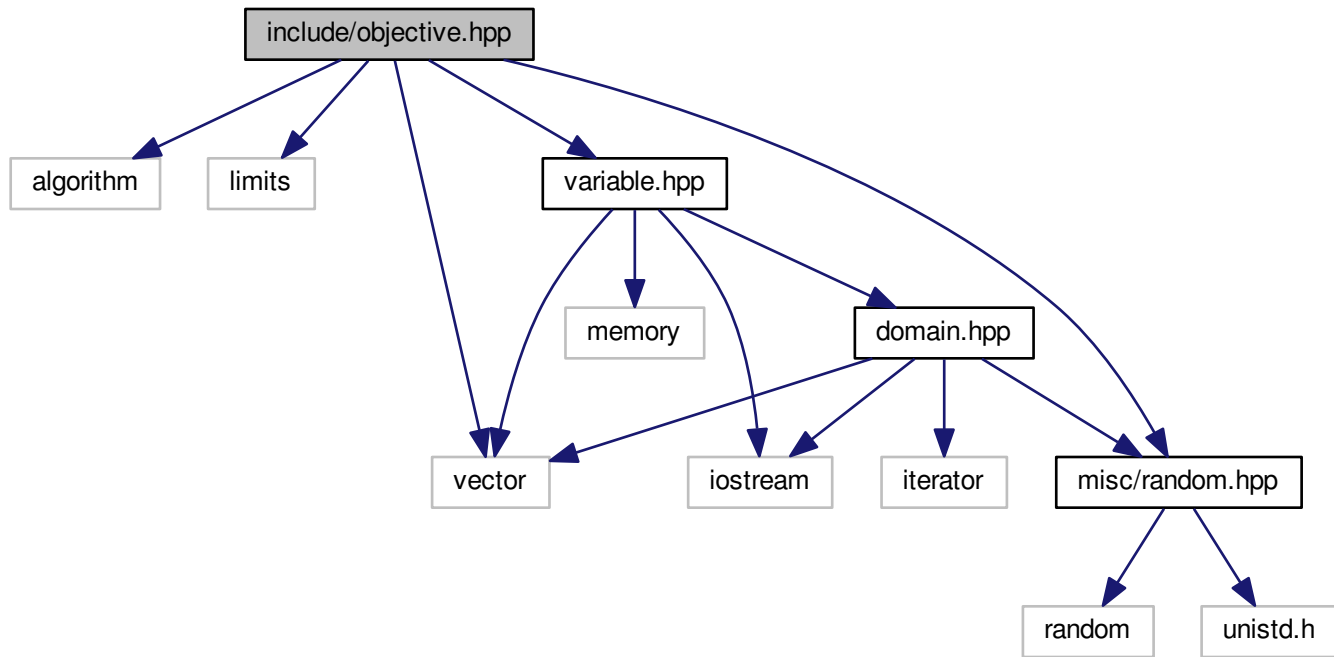 include/objective.hpp
algorithm
limits
variable.hpp
memory
domain.hpp
vector
iostream
iterator
misc/random.hpp
random
unistd.h